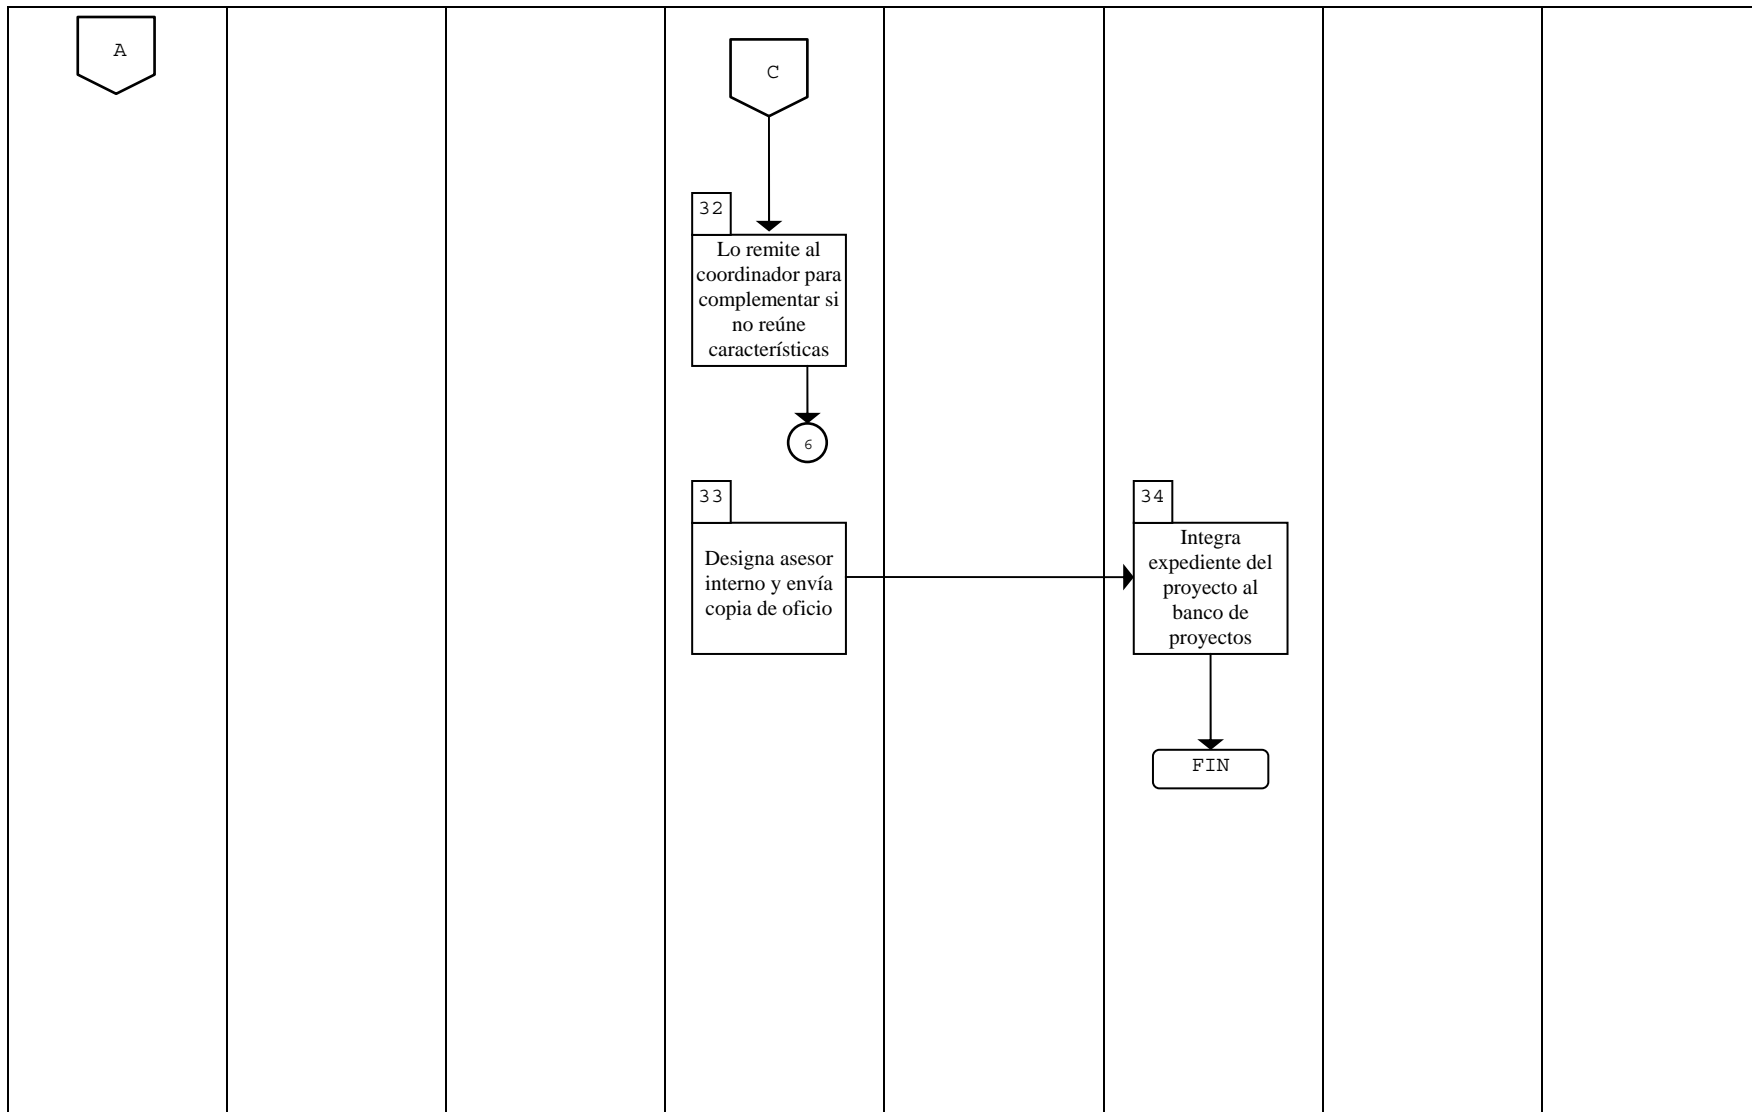 A
C
32
Lo remite al
coordinador para
complementar si
no reúne
características
6
33
Designa asesor
interno y envía
copia de oficio
34
Integra
expediente del
proyecto al
banco de
proyectos
FIN